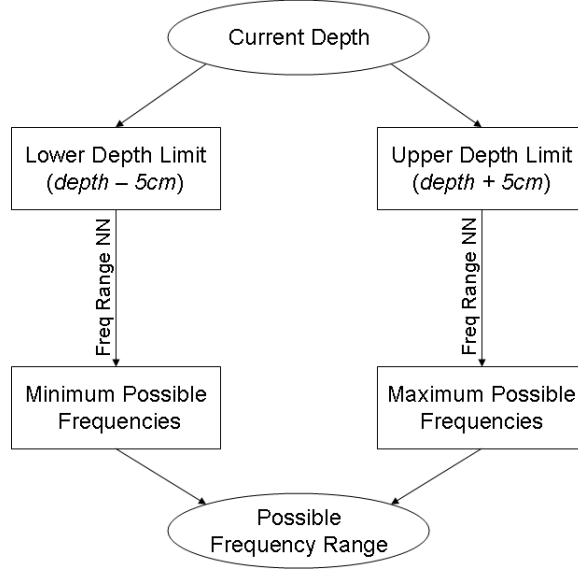 Current Depth
Lower Depth Limit
(depth – 5cm)
Upper Depth Limit
(depth + 5cm)
Freq Range NN
Freq Range NN
Minimum Possible
Frequencies
Maximum Possible
Frequencies
Possible
Frequency Range